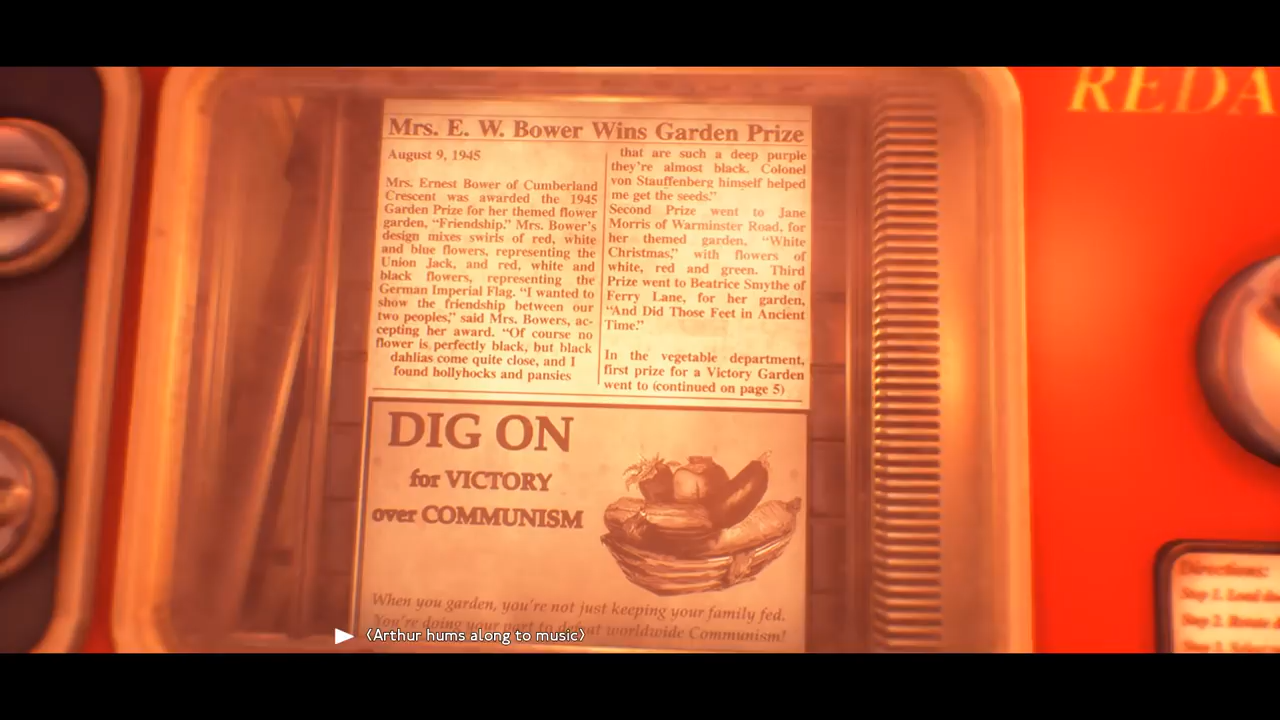 REDA
Mrs. E. W. Bower Wins Garden Prize
August 9, 1945
Mrs. Ernest Bower of Cumberland
Crescent was awarded the 1945
Garden Prize for her themed flower
garden, “Friendship.” Mrs. Bower’s
design mixes swirls of red, white
and blue flowers, representing the
Union Jack, and red, white and
black flowers, representing the
German Imperial Flag. “I wanted to
show the friendship between our
two peoples,” said Mrs. Bowers, ac-
cepting her award. “Of course no
flower is perfectly black, but black
dahlias come quite close, and I
found hollyhocks and pansies
that are such a deep purple
they’re almost black. Colonel
von Stauffenberg himself helped
me get the seeds.”
Second Prize went to Jane
Morris of Warminster Road, for
her themed garden, “White
Christmas,” with flowers of
white, red and green. Third
Prize went to Beatrice Smythe of
Ferry Lane, for her garden,
“And Did Those Feet in Ancient
Time.”
In the vegetable department,
first prize for a Victory Garden
went to (continued on page 5)
DIG ON
for VICTORY
over COMMUNISM
When you garden, you’re not just keeping your family fed.
You’re doing your part to defeat worldwide Communism!
(Arthur hums along to music)
Directions:
Step 1. Load
Step 2. Rotate
Step 3. Select